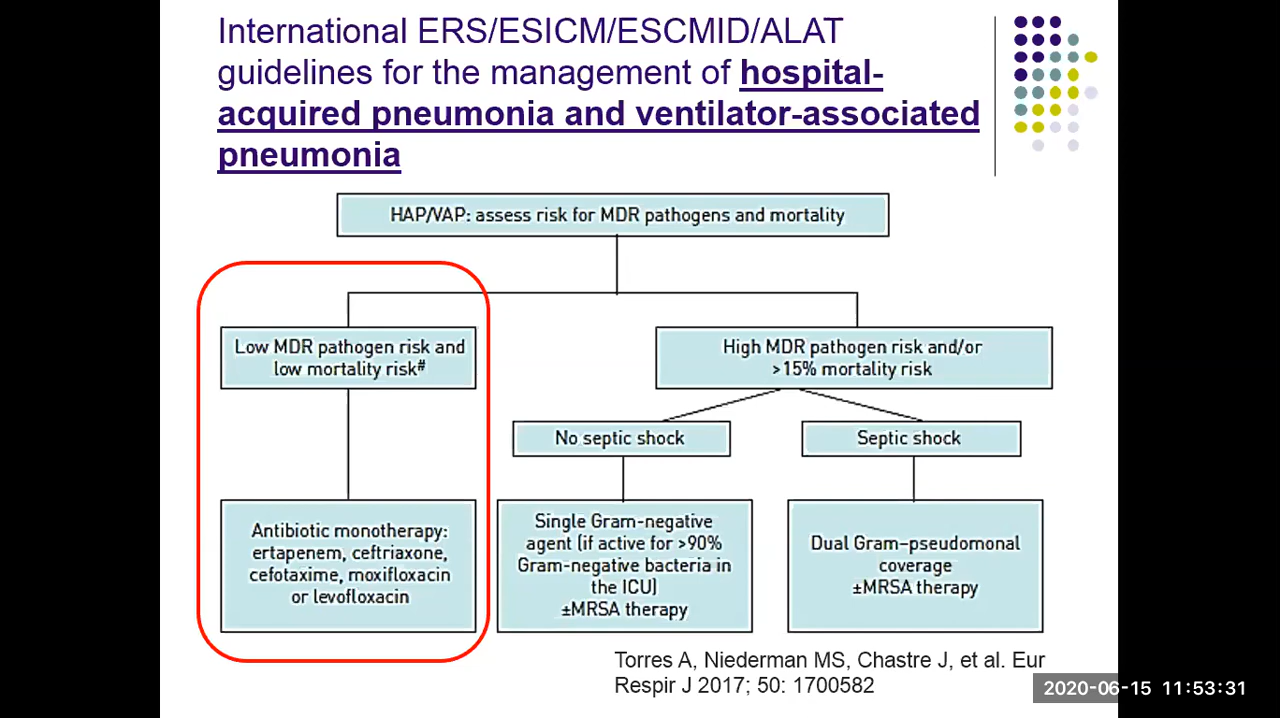 International ERS/ESICM/ESCMID/ALAT
guidelines for the management of hospital-
acquired pneumonia and ventilator-associated
pneumonia
HAP/VAP: assess risk for MDR pathogens and mortality
Low MDR pathogen risk and
low mortality risk#
High MDR pathogen risk and/or
>15% mortality risk
No septic shock
Septic shock
Antibiotic monotherapy:
ertapenem, ceftriaxone,
cefotaxime, moxifloxacin
or levofloxacin
Single Gram-negative
agent (if active for >90%
Gram-negative bacteria in
the ICU)
±MRSA therapy
Dual Gram–pseudomonal
coverage
±MRSA therapy
Torres A, Niederman MS, Chastre J, et al. Eur
Respir J 2017; 50: 1700582
2020-06-15 11:53:31